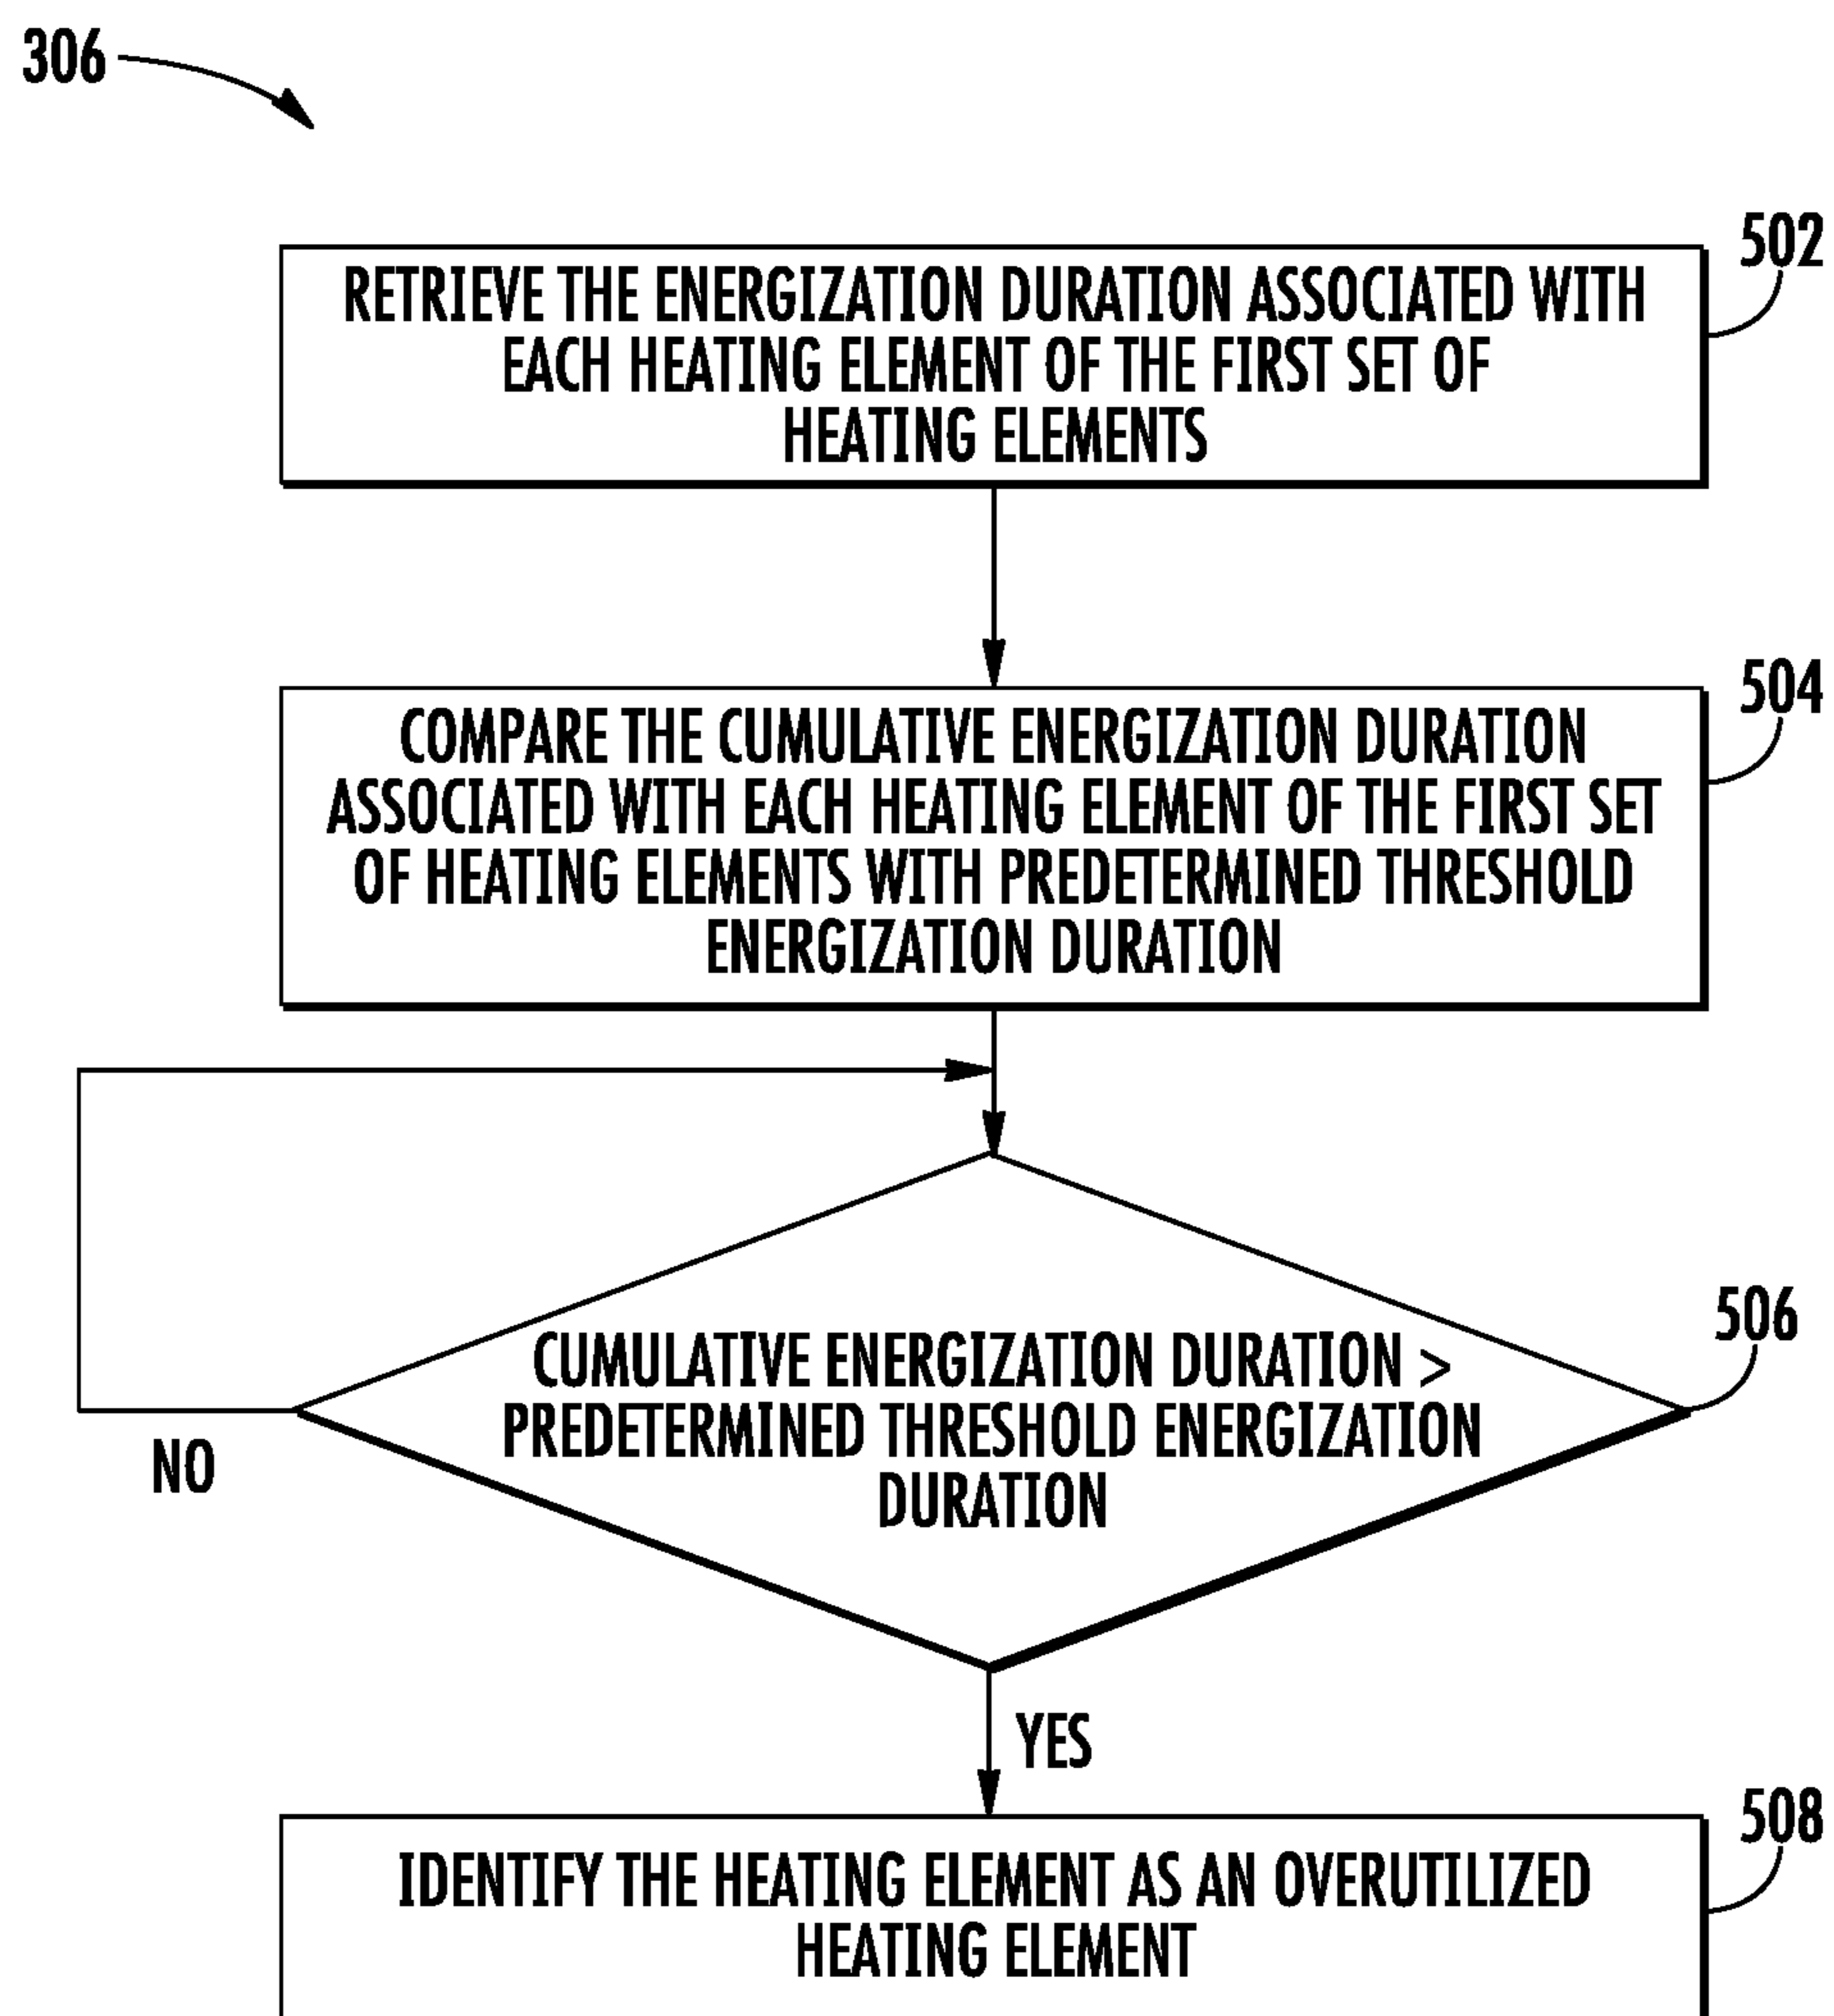 306
502
RETRIEVE THE ENERGIZATION DURATION ASSOCIATED WITH
EACH HEATING ELEMENT OF THE FIRST SET OF
HEATING ELEMENTS
504
COMPARE THE CUMULATIVE ENERGIZATION DURATION
ASSOCIATED WITH EACH HEATING ELEMENT OF THE FIRST SET
OF HEATING ELEMENTS WITH PREDETERMINED THRESHOLD
ENERGIZATION DURATION
506
CUMULATIVE ENERGIZATION DURATION >
PREDETERMINED THRESHOLD ENERGIZATION
DURATION
NO
YES
508
IDENTIFY THE HEATING ELEMENT AS AN OVERUTILIZED
HEATING ELEMENT